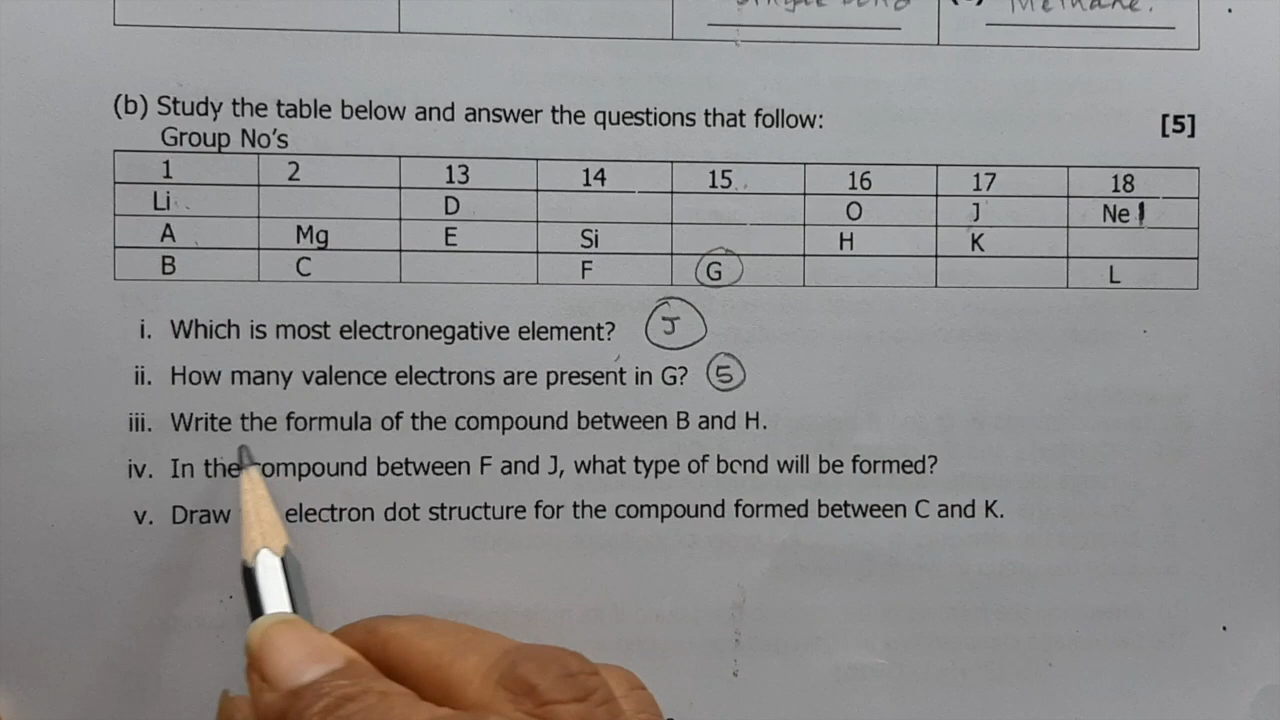 Methane.
(b) Study the table below and answer the questions that follow: [5]
Group No's
1 2 13 14 15 16 17 18
Li D O J Ne
A Mg E Si H K
B C F G L
i. Which is most electronegative element? J
ii. How many valence electrons are present in G? 5
iii. Write the formula of the compound between B and H.
iv. In the compound between F and J, what type of bond will be formed?
v. Draw electron dot structure for the compound formed between C and K.